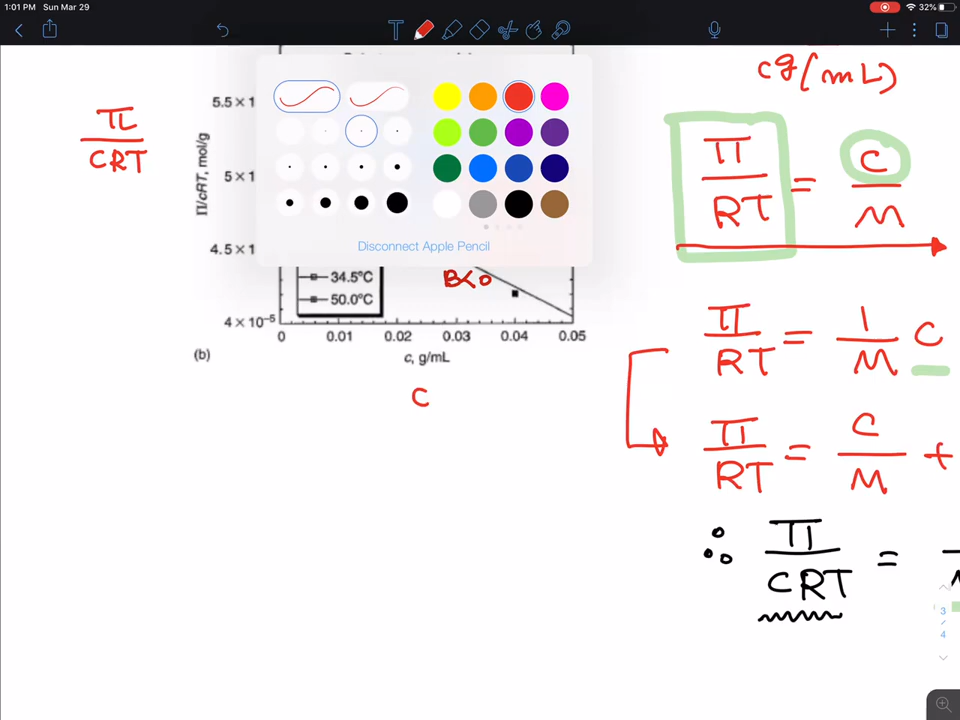 1:01 PM Sun Mar 29
32%
T
cg/(mL)
5.5×1
π
CRT
π
RT
=
C
M
5×1
Π/cRT, mol/g
4.5×1
Disconnect Apple Pencil
B<0
34.5°C
50.0°C
4×10⁻⁵
0 0.01 0.02 0.03 0.04 0.05
(b)
c, g/mL
C
π
RT
=
1
M
C
π
RT
=
C
M
+
∴
π
CRT
=
3
/
4